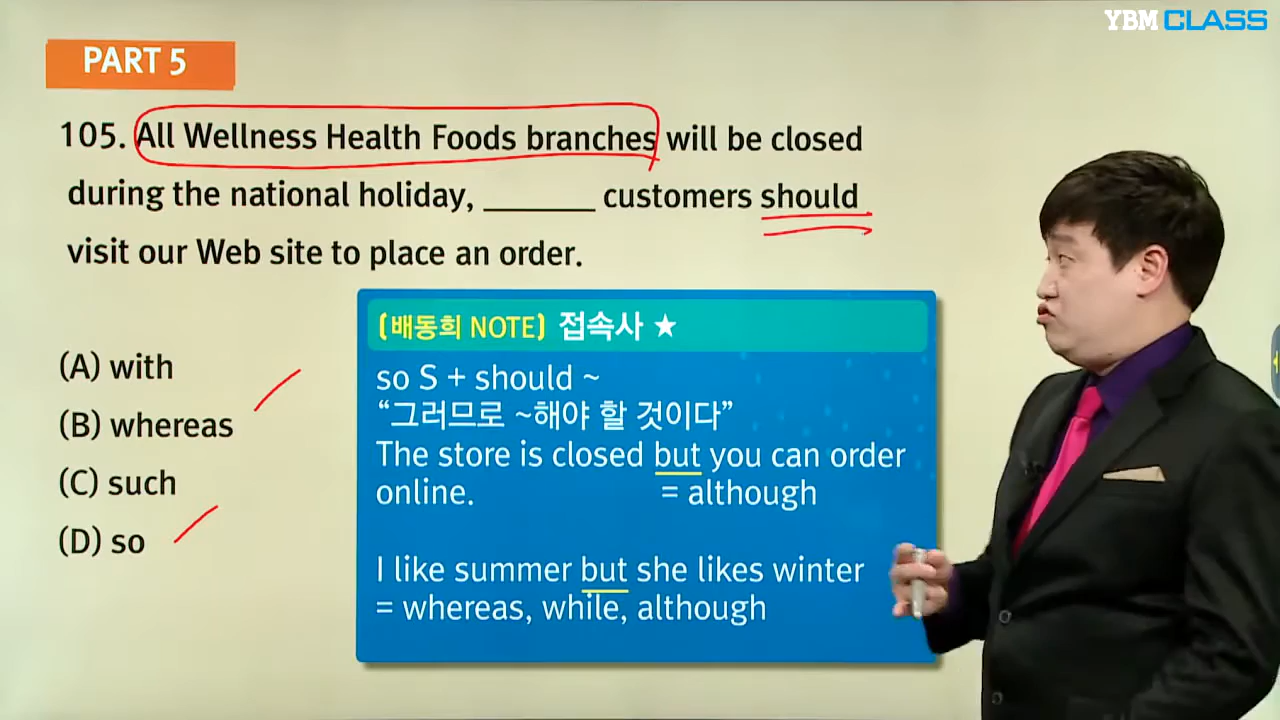 YBM CLASS
PART 5
105. All Wellness Health Foods branches will be closed
during the national holiday, ______ customers should
visit our Web site to place an order.
(A) with
(B) whereas
(C) such
(D) so
[배동희 NOTE] 접속사 ★
so S + should ~
“그러므로 ~해야 할 것이다”
The store is closed but you can order
online. = although
I like summer but she likes winter
= whereas, while, although